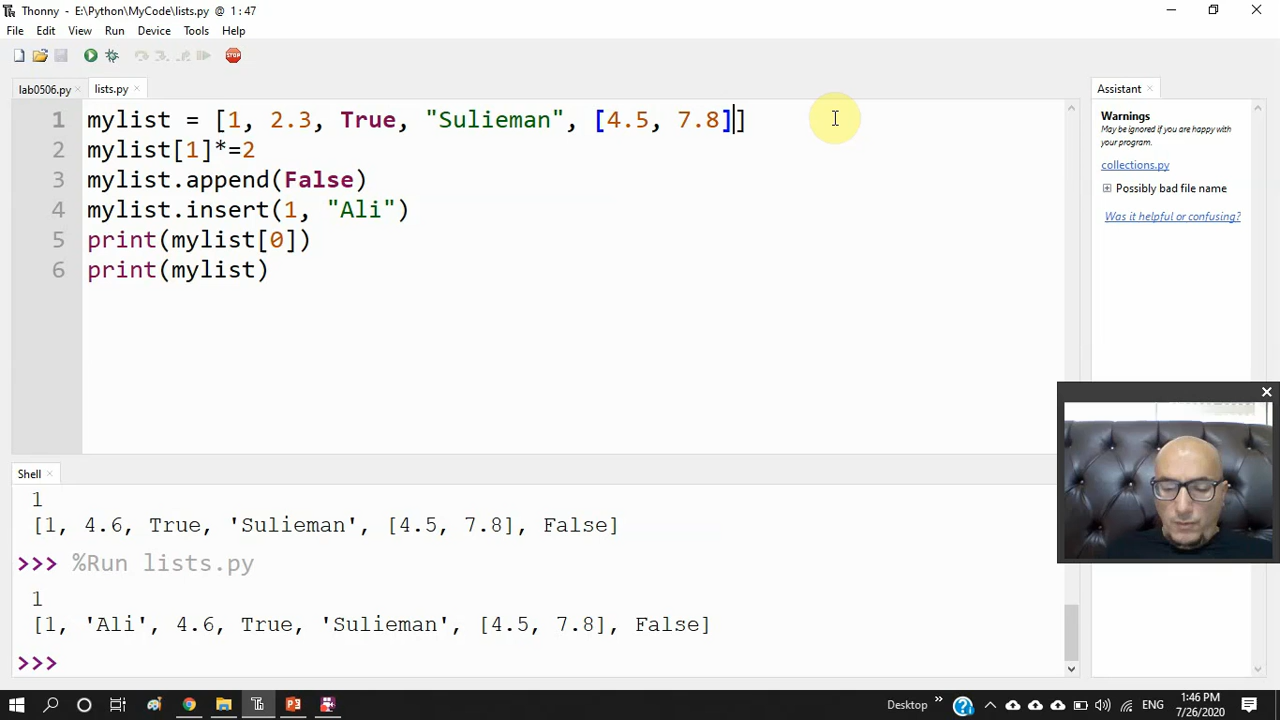 Thonny - E:\Python\MyCode\lists.py @ 1 : 47
File Edit View Run Device Tools Help
STOP
lab0506.py × lists.py ×
1 mylist = [1, 2.3, True, "Sulieman", [4.5, 7.8]]
2 mylist[1]*=2
3 mylist.append(False)
4 mylist.insert(1, "Ali")
5 print(mylist[0])
6 print(mylist)
Assistant ×
Warnings
May be ignored if you are happy with
your program.
collections.py
Possibly bad file name
Was it helpful or confusing?
Shell ×
1
[1, 4.6, True, 'Sulieman', [4.5, 7.8], False]
>>> %Run lists.py
1
[1, 'Ali', 4.6, True, 'Sulieman', [4.5, 7.8], False]
>>>
Desktop » ENG 1:46 PM
7/26/2020